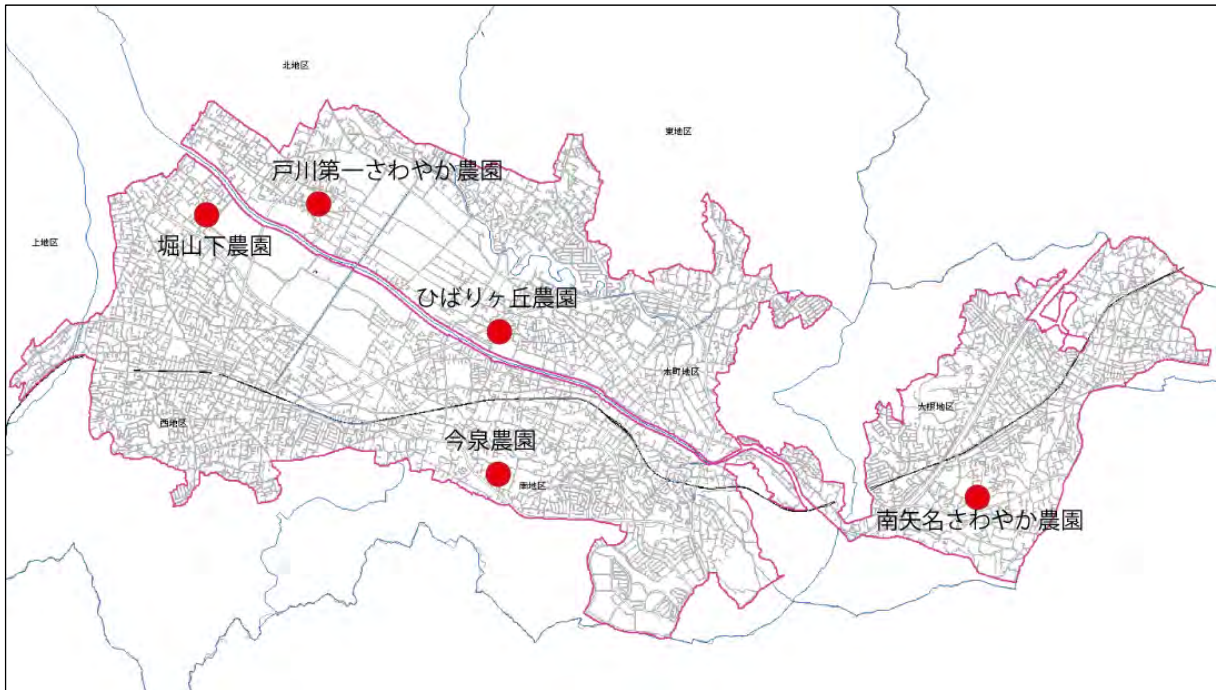 北地区
東地区
戸川第一さわやか農園
堀山下農園
上地区
ひばりヶ丘農園
本町地区
大根地区
西地区
今泉農園
南地区
南矢名さわやか農園